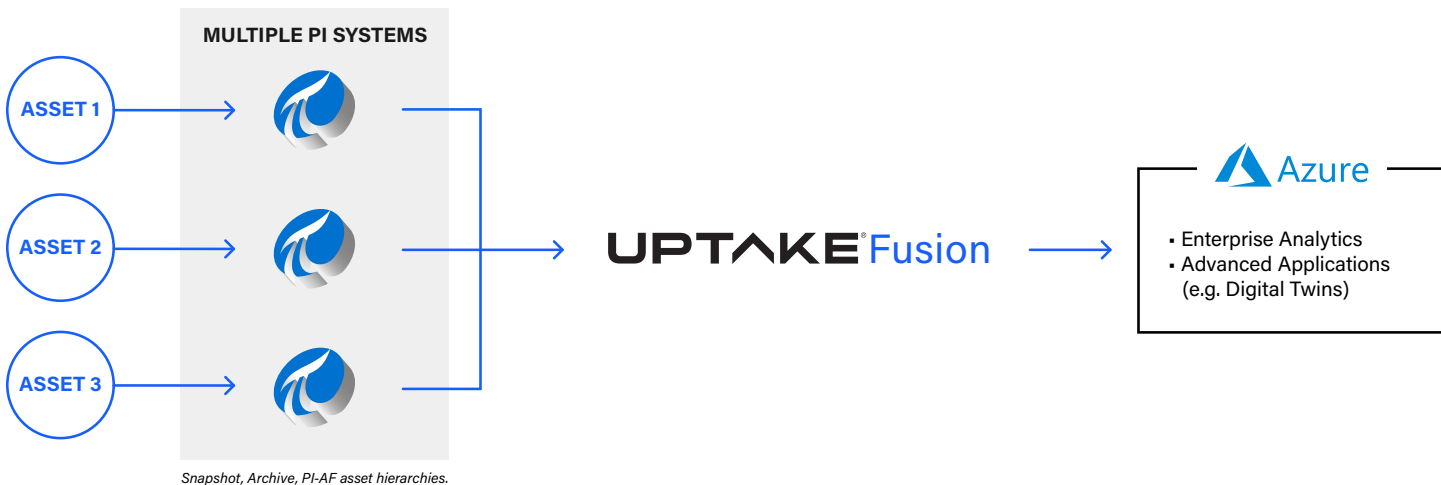 MULTIPLE PI SYSTEMS
ASSET 1
ASSET 2
ASSET 3
UPTAKE® Fusion
Azure
▪ Enterprise Analytics
▪ Advanced Applications
(e.g. Digital Twins)
Snapshot, Archive, PI-AF asset hierarchies.